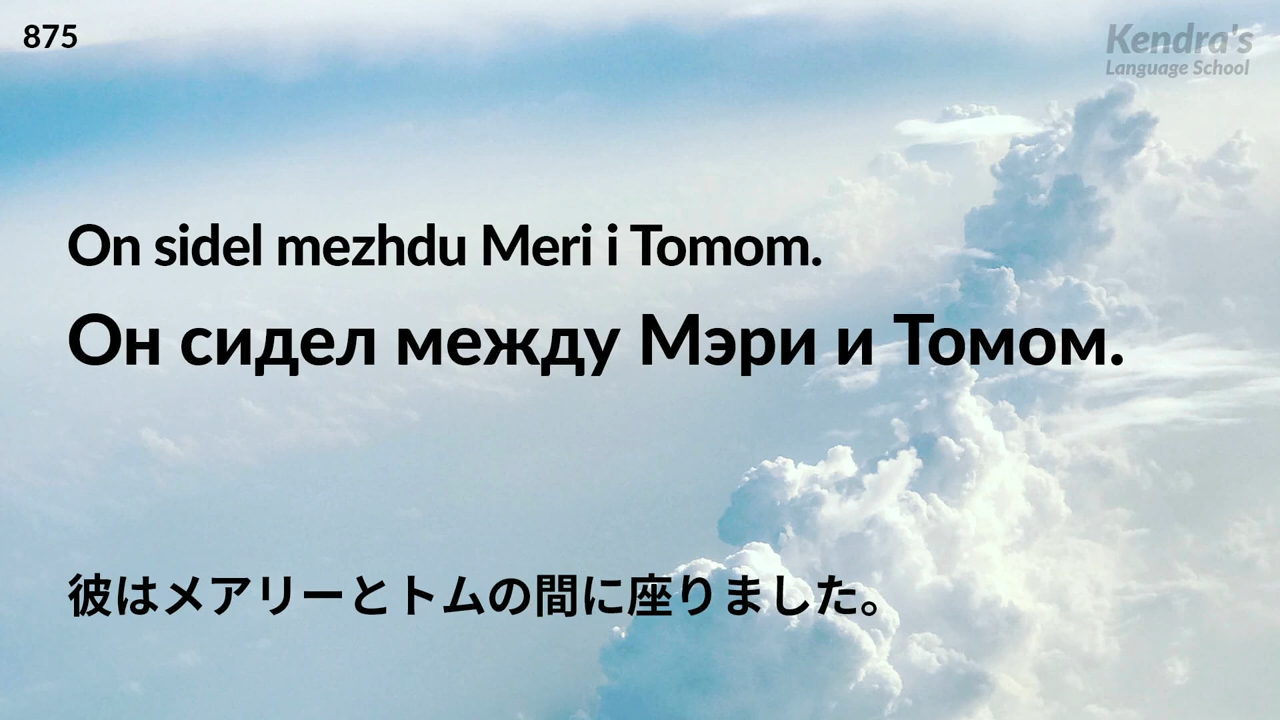 875
Kendra's
Language School
On sidel mezhdu Meri i Tomom.
Он сидел между Мэри и Томом.
彼はメアリーとトムの間に座りました。